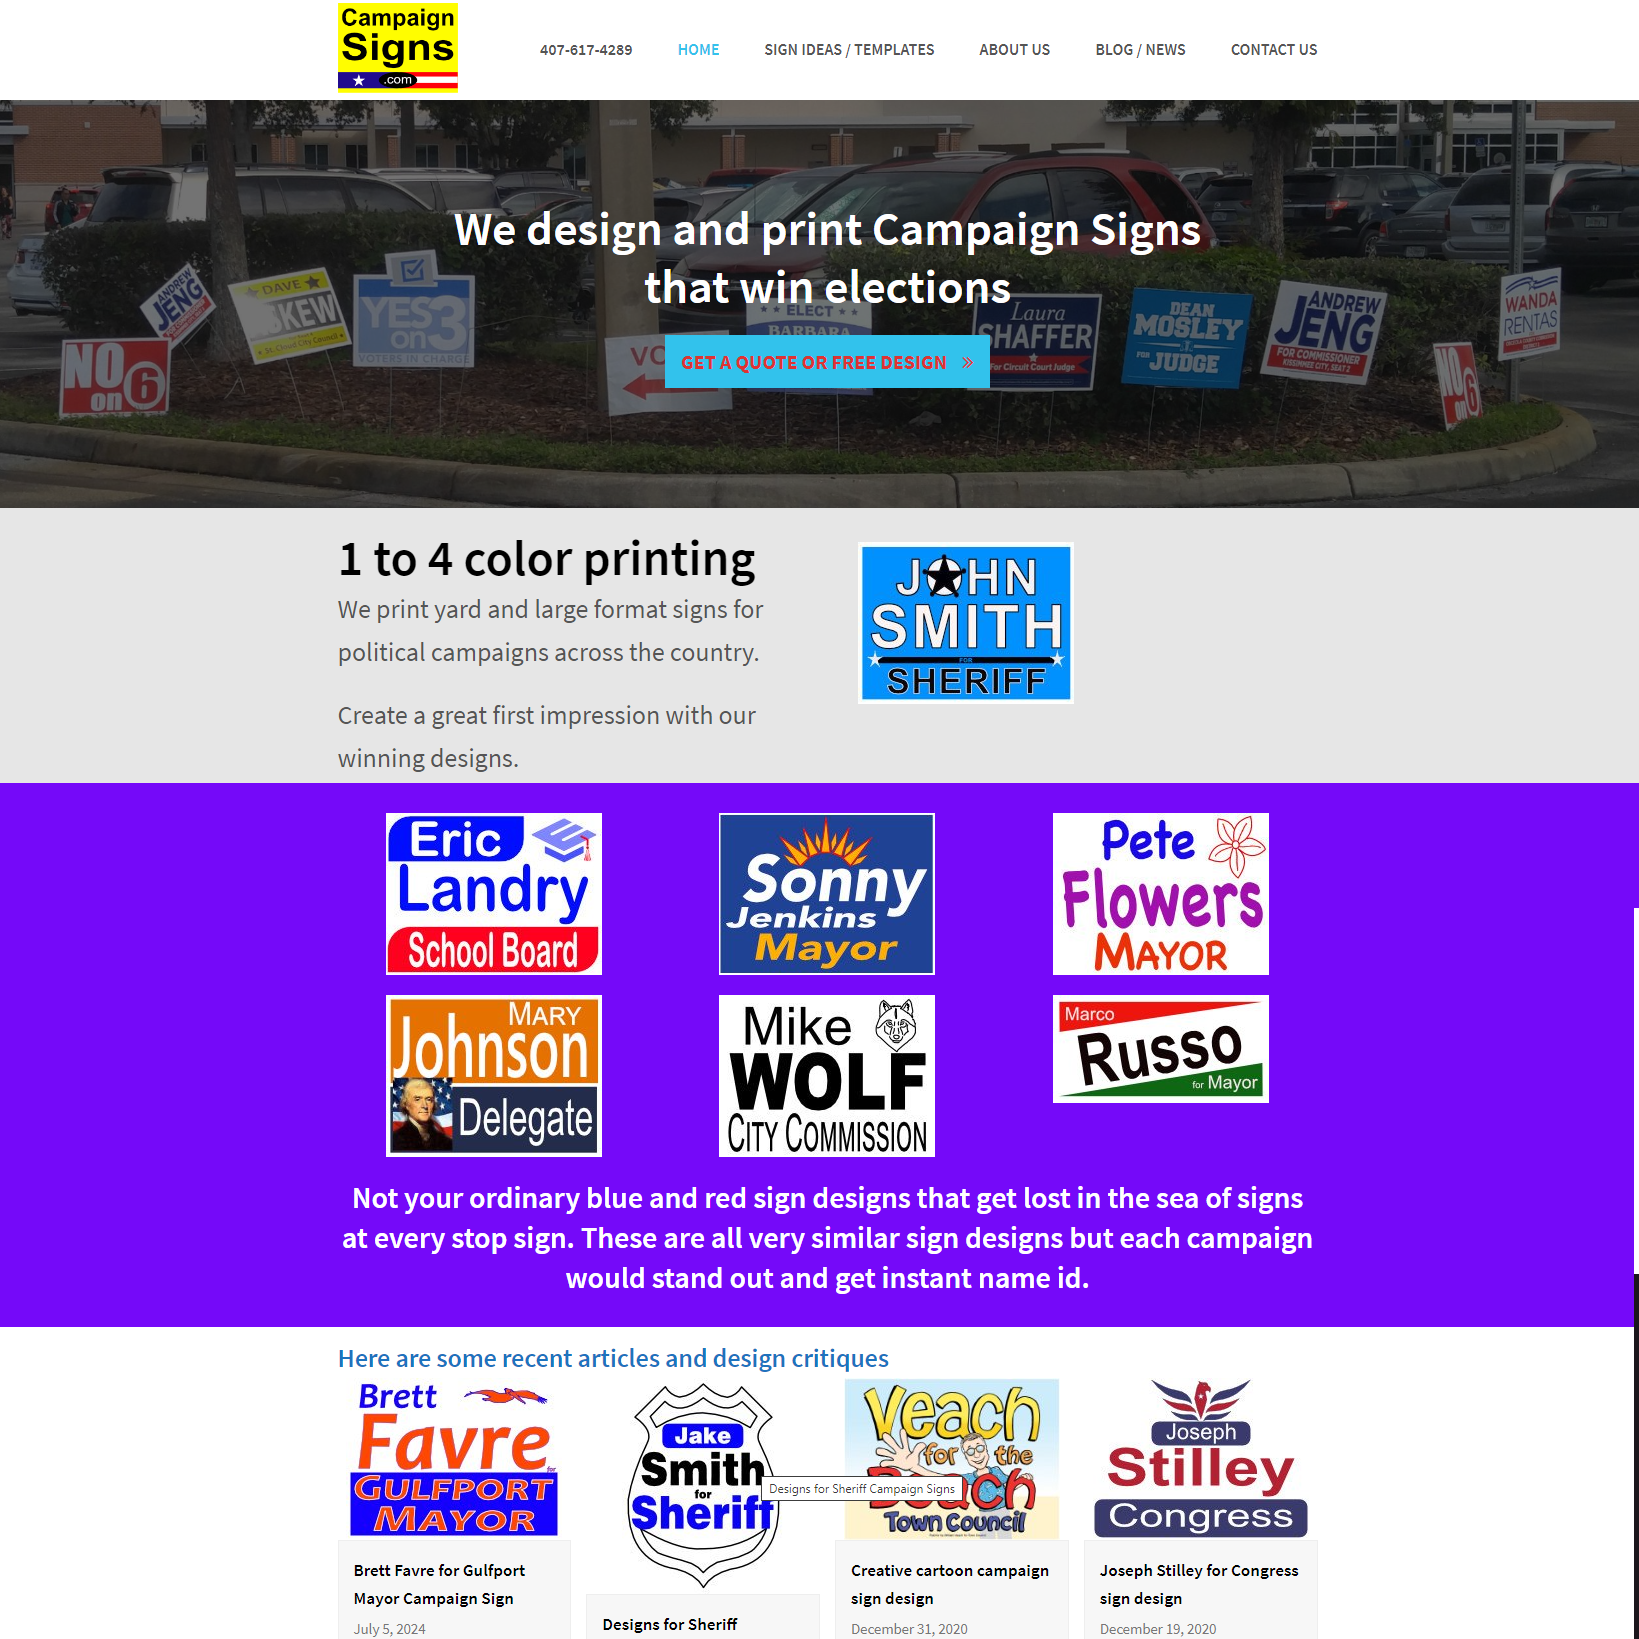 Campaign
Signs
.com
407-617-4289
HOME
SIGN IDEAS / TEMPLATES
ABOUT US
BLOG / NEWS
CONTACT US
We design and print Campaign Signs
that win elections
GET A QUOTE OR FREE DESIGN »
NO
on 6
ANDREW
JENG
DAVE
SKEW
St. Cloud City Council
YES
on 3
VOTERS IN CHARGE
VO
ELECT
BARBARA
Laura
SHAFFER
For Circuit Court Judge
DEAN
MOSLEY
FOR
JUDGE
ANDREW
JENG
FOR COMMISSIONER
KISSIMMEE CITY, SEAT 2
NO
on 6
WANDA
RENTAS
1 to 4 color printing
We print yard and large format signs for
political campaigns across the country.
Create a great first impression with our
winning designs.
JOHN
SMITH
FOR
SHERIFF
Eric
Landry
School Board
Sonny
Jenkins
Mayor
Pete
Flowers
MAYOR
MARY
Johnson
Delegate
Mike
WOLF
CITY COMMISSION
Marco
Russo
for Mayor
Not your ordinary blue and red sign designs that get lost in the sea of signs
at every stop sign. These are all very similar sign designs but each campaign
would stand out and get instant name id.
Here are some recent articles and design critiques
Brett
Favre
for
GULFPORT
MAYOR
Jake
Smith
for
Sheriff
Designs for Sheriff Campaign Signs
Veach
for the
Beach
Town Council
Joseph
Stilley
Congress
Brett Favre for Gulfport
Mayor Campaign Sign
July 5, 2024
Designs for Sheriff
Creative cartoon campaign
sign design
December 31, 2020
Joseph Stilley for Congress
sign design
December 19, 2020